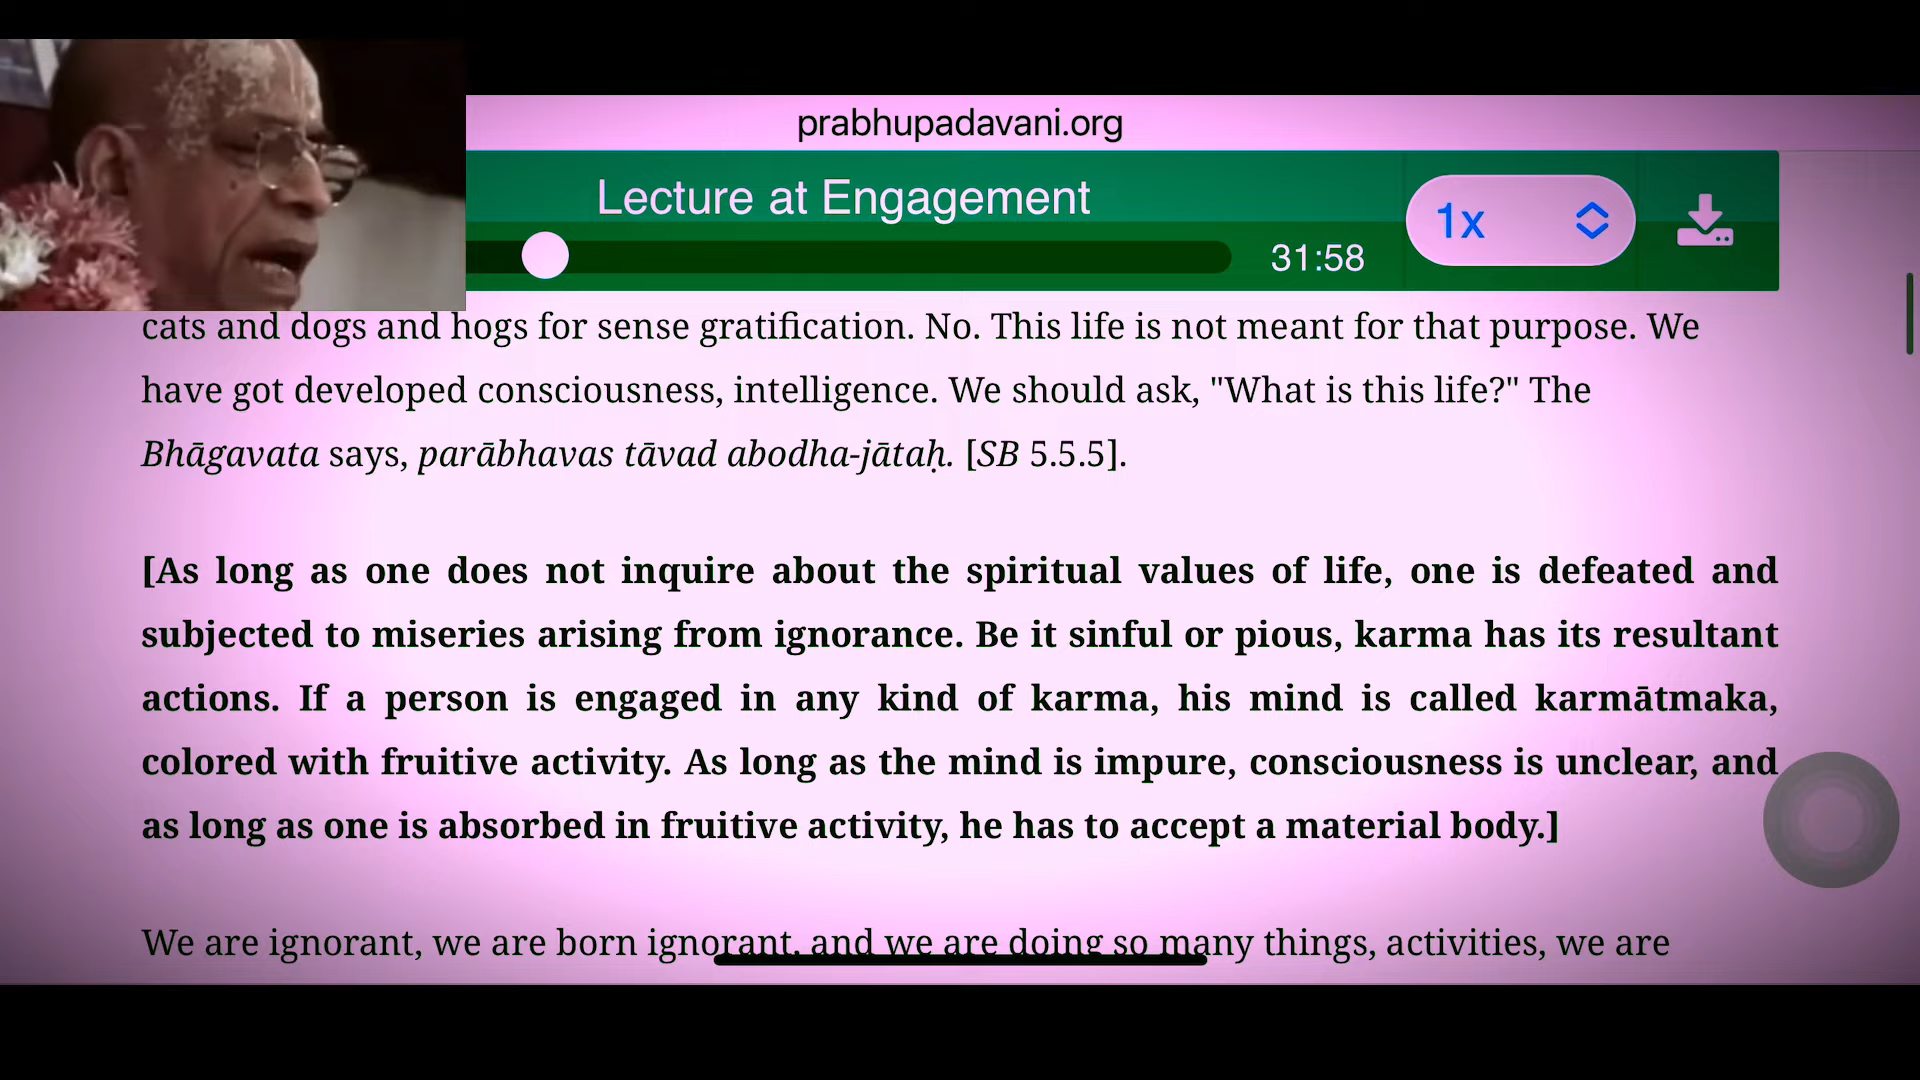 prabhupadavani.org
Lecture at Engagement
1x
31:58
cats and dogs and hogs for sense gratification. No. This life is not meant for that purpose. We
have got developed consciousness, intelligence. We should ask, "What is this life?" The
Bhāgavata says, parābhavas tāvad abodha-jātaḥ. [SB 5.5.5].
[As long as one does not inquire about the spiritual values of life, one is defeated and
subjected to miseries arising from ignorance. Be it sinful or pious, karma has its resultant
actions. If a person is engaged in any kind of karma, his mind is called karmātmaka,
colored with fruitive activity. As long as the mind is impure, consciousness is unclear, and
as long as one is absorbed in fruitive activity, he has to accept a material body.]
We are ignorant, we are born ignorant, and we are doing so many things, activities, we are